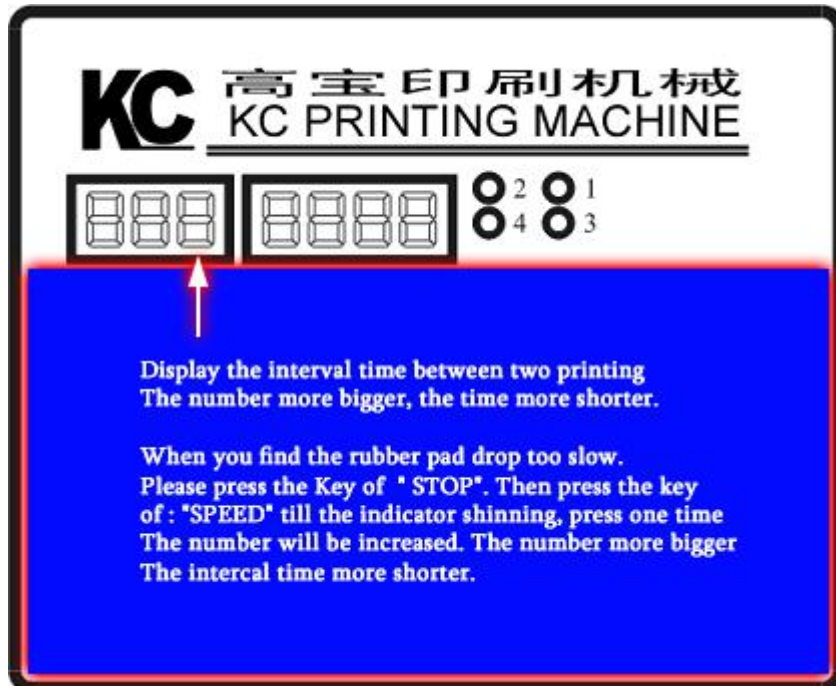 KC 高宝印刷机械
KC PRINTING MACHINE
888 8888 2 1
4 3
Display the interval time between two printing
The number more bigger, the time more shorter.
When you find the rubber pad drop too slow.
Please press the Key of " STOP". Then press the key
of : "SPEED" till the indicator shinning, press one time
The number will be increased. The number more bigger
The intercal time more shorter.